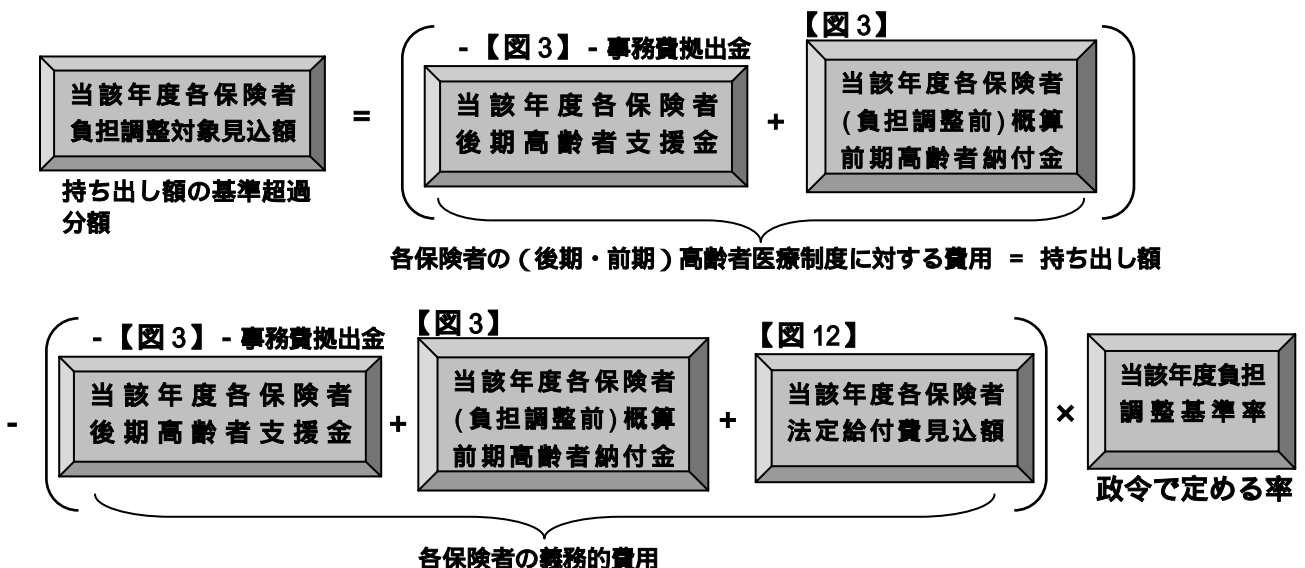 - 【図3】 - 事務費拠出金
【図3】
当該年度各保険者
負担調整対象見込額
=
当該年度各保険者
後期高齢者支援金
+
当該年度各保険者
(負担調整前)概算
前期高齢者納付金
持ち出し額の基準超過
分額
各保険者の(後期・前期)高齢者医療制度に対する費用 = 持ち出し額
- 【図3】 - 事務費拠出金
【図3】
【図12】
-
当該年度各保険者
後期高齢者支援金
+
当該年度各保険者
(負担調整前)概算
前期高齢者納付金
+
当該年度各保険者
法定給付費見込額
×
当該年度負担
調整基準率
政令で定める率
各保険者の義務的費用